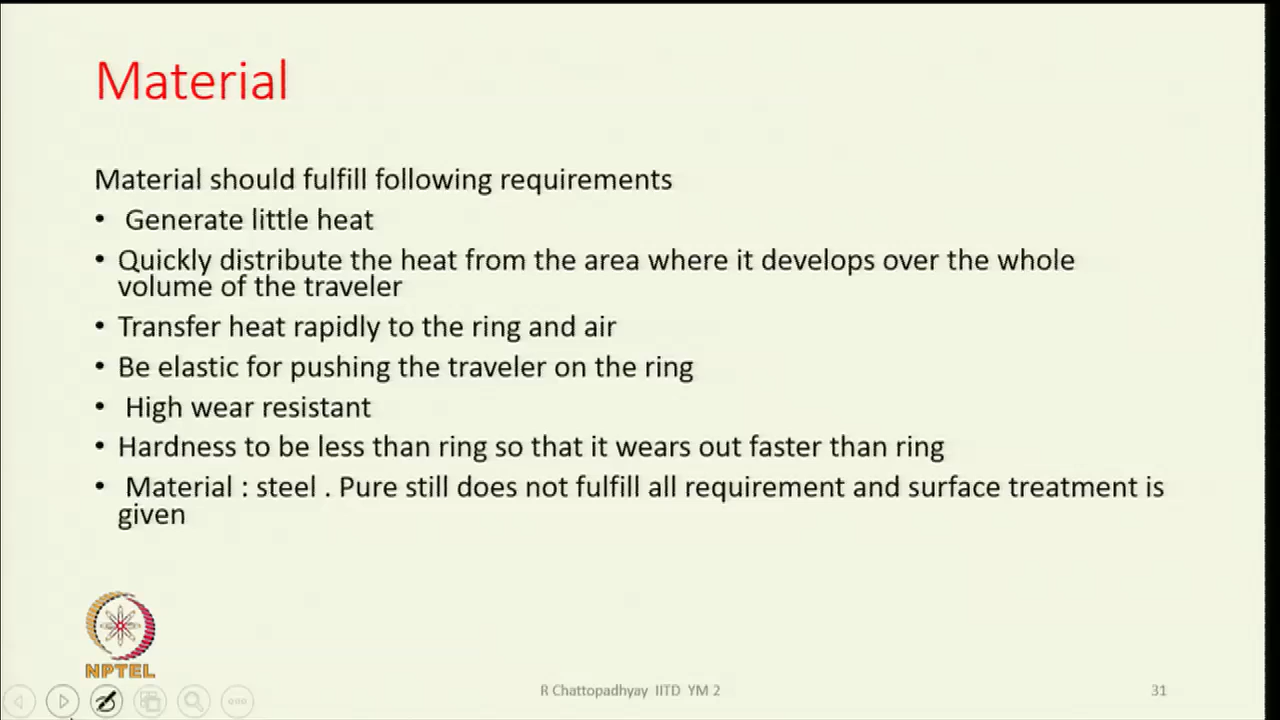 Material
Material should fulfill following requirements
• Generate little heat
• Quickly distribute the heat from the area where it develops over the whole
volume of the traveler
• Transfer heat rapidly to the ring and air
• Be elastic for pushing the traveler on the ring
• High wear resistant
• Hardness to be less than ring so that it wears out faster than ring
• Material : steel . Pure still does not fulfill all requirement and surface treatment is
given
NPTEL
R Chattopadhyay IITD YM 2
31